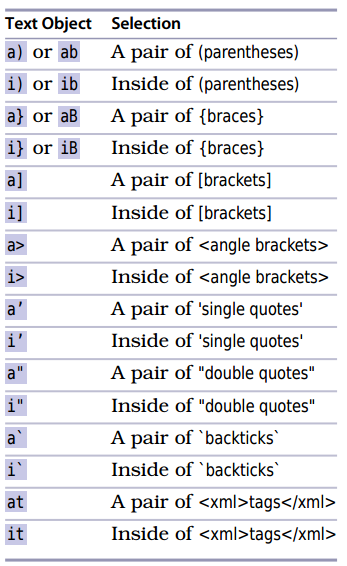 Text Object Selection
a) or ab A pair of (parentheses)
i) or ib Inside of (parentheses)
a} or aB A pair of {braces}
i} or iB Inside of {braces}
a] A pair of [brackets]
i] Inside of [brackets]
a> A pair of <angle brackets>
i> Inside of <angle brackets>
a’ A pair of 'single quotes'
i’ Inside of 'single quotes'
a" A pair of "double quotes"
i" Inside of "double quotes"
a` A pair of `backticks`
i` Inside of `backticks`
at A pair of <xml>tags</xml>
it Inside of <xml>tags</xml>